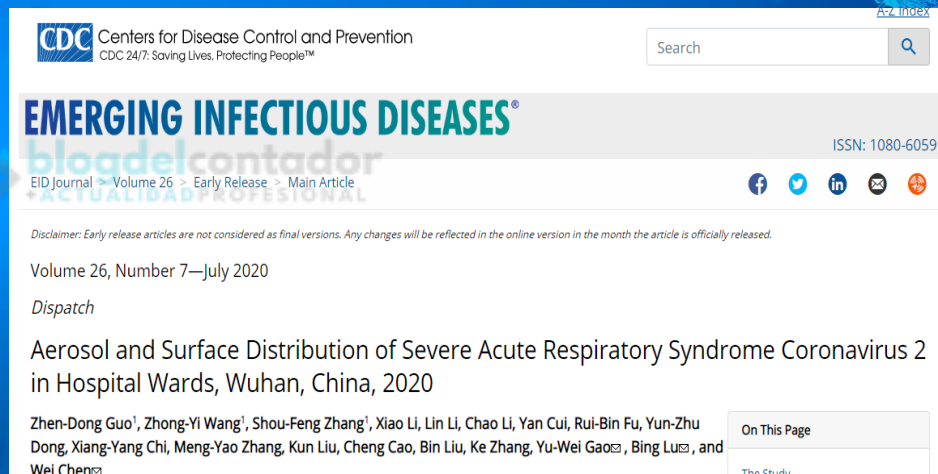 A-Z Index
CDC Centers for Disease Control and Prevention
CDC 24/7: Saving Lives, Protecting People™
Search
EMERGING INFECTIOUS DISEASES®
ISSN: 1080-6059
blogdelcontador
EID Journal > Volume 26 > Early Release > Main Article
+ACTUALIDADPROFESIONAL
Disclaimer: Early release articles are not considered as final versions. Any changes will be reflected in the online version in the month the article is officially released.
Volume 26, Number 7—July 2020
Dispatch
Aerosol and Surface Distribution of Severe Acute Respiratory Syndrome Coronavirus 2
in Hospital Wards, Wuhan, China, 2020
Zhen-Dong Guo¹, Zhong-Yi Wang¹, Shou-Feng Zhang¹, Xiao Li, Lin Li, Chao Li, Yan Cui, Rui-Bin Fu, Yun-Zhu
Dong, Xiang-Yang Chi, Meng-Yao Zhang, Kun Liu, Cheng Cao, Bin Liu, Ke Zhang, Yu-Wei Gao, Bing Lu, and
Wei Chen
On This Page
The Study